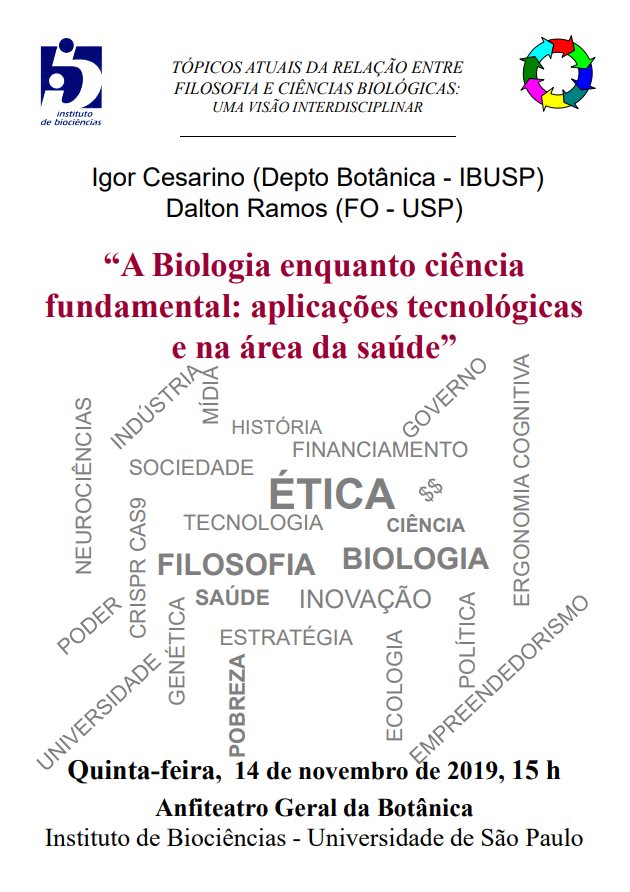 instituto
de biociências
TÓPICOS ATUAIS DA RELAÇÃO ENTRE
FILOSOFIA E CIÊNCIAS BIOLÓGICAS:
UMA VISÃO INTERDISCIPLINAR
Igor Cesarino (Depto Botânica - IBUSP)
Dalton Ramos (FO - USP)
“A Biologia enquanto ciência
fundamental: aplicações tecnológicas
e na área da saúde”
NEUROCIÊNCIAS
INDÚSTRIA
MÍDIA
HISTÓRIA
GOVERNO
ERGONOMIA COGNITIVA
FINANCIAMENTO
SOCIEDADE
ÉTICA
$$
TECNOLOGIA
CIÊNCIA
CRISPR CAS9
FILOSOFIA
BIOLOGIA
SAÚDE
INOVAÇÃO
PODER
GENÉTICA
ESTRATÉGIA
ECOLOGIA
POLÍTICA
EMPREENDEDORISMO
UNIVERSIDADE
POBREZA
Quinta-feira, 14 de novembro de 2019, 15 h
Anfiteatro Geral da Botânica
Instituto de Biociências - Universidade de São Paulo